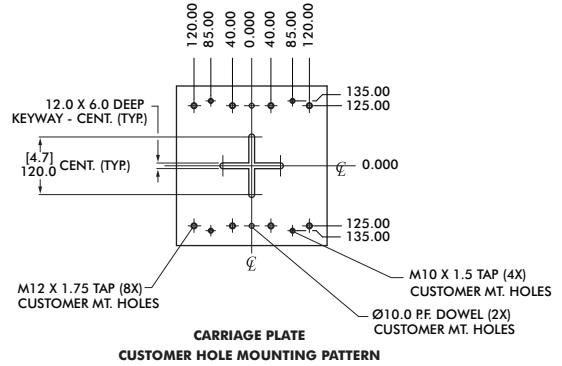 120.00
85.00
40.00
0.000
40.00
85.00
120.00
135.00
125.00
12.0 X 6.0 DEEP
KEYWAY - CENT. (TYP.)
[4.7]
120.0 CENT. (TYP.)
℄ 0.000
125.00
135.00
℄
M12 X 1.75 TAP (8X)
CUSTOMER MT. HOLES
M10 X 1.5 TAP (4X)
CUSTOMER MT. HOLES
Ø10.0 P.F. DOWEL (2X)
CUSTOMER MT. HOLES
CARRIAGE PLATE
CUSTOMER HOLE MOUNTING PATTERN